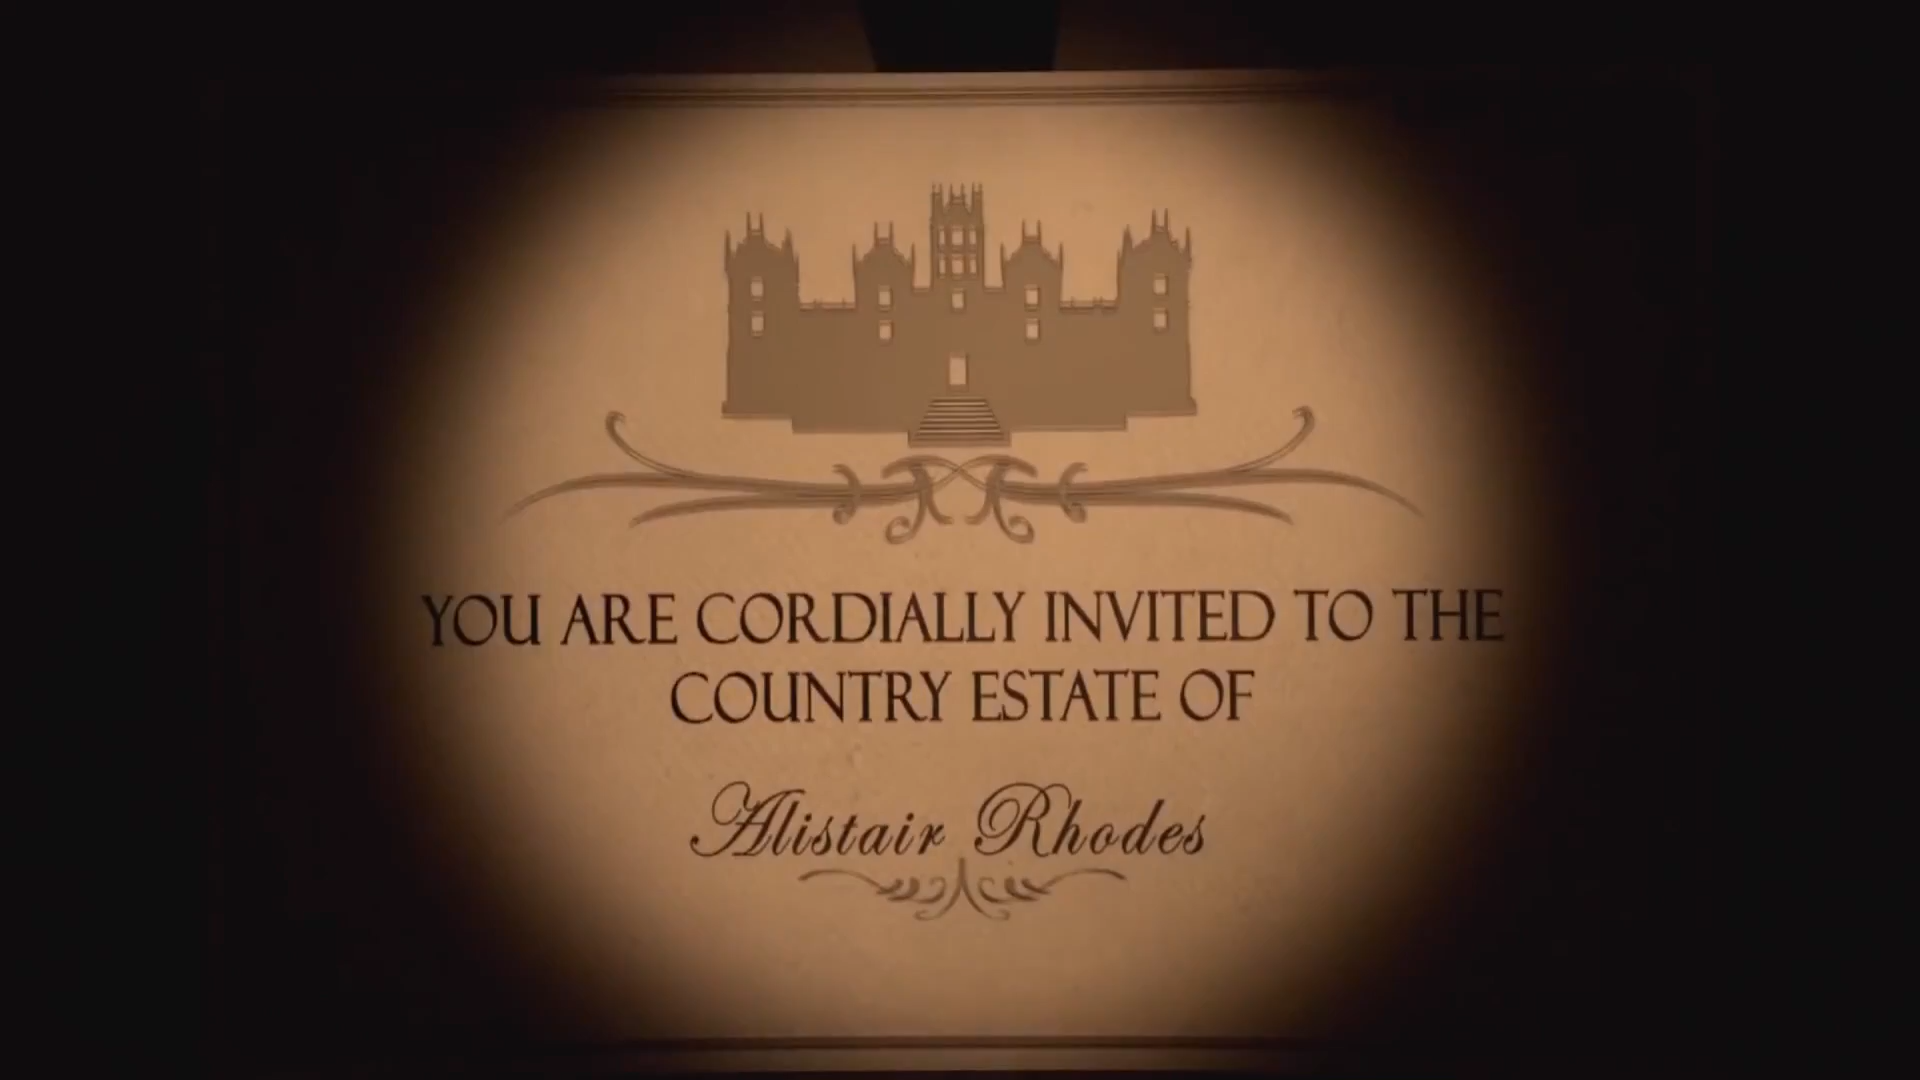 YOU ARE CORDIALLY INVITED TO THE
COUNTRY ESTATE OF
Alistair Rhodes